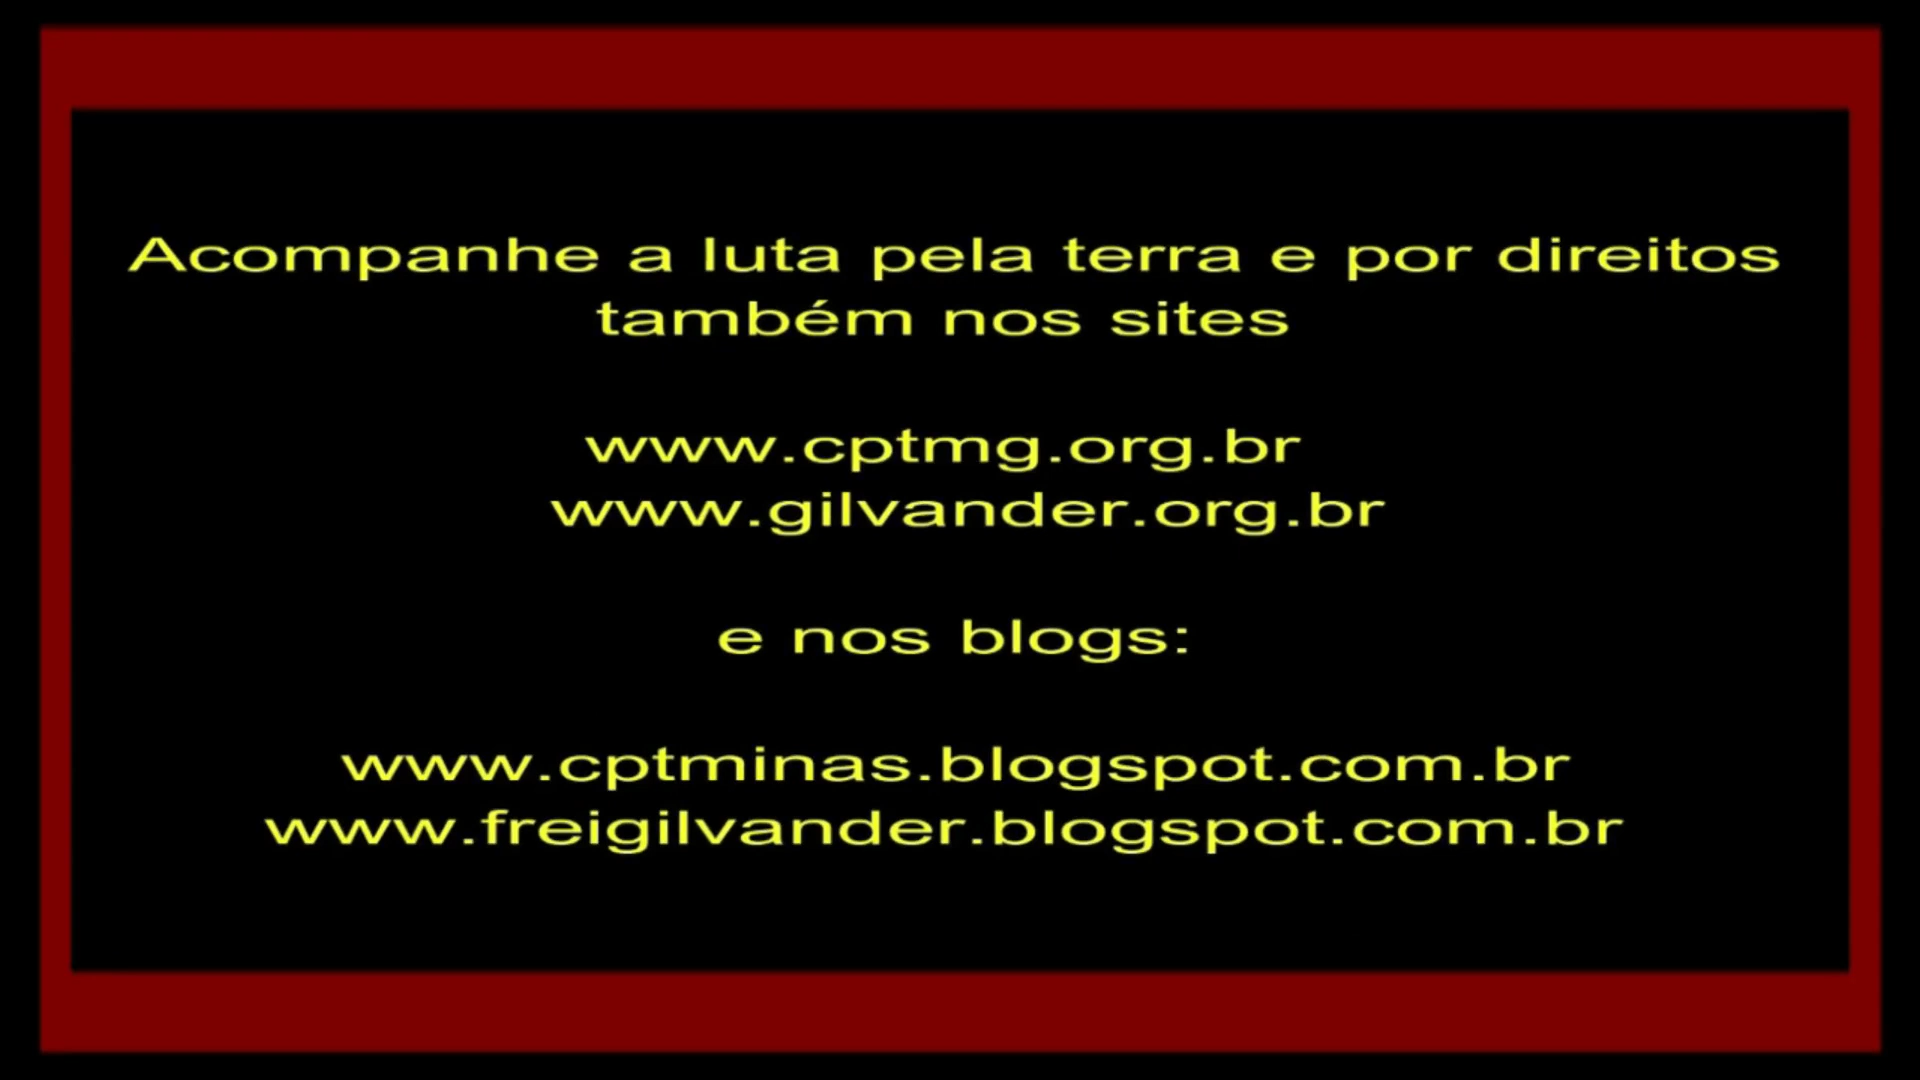 Acompanhe a luta pela terra e por direitos
também nos sites
www.cptmg.org.br
www.gilvander.org.br
e nos blogs:
www.cptminas.blogspot.com.br
www.freigilvander.blogspot.com.br